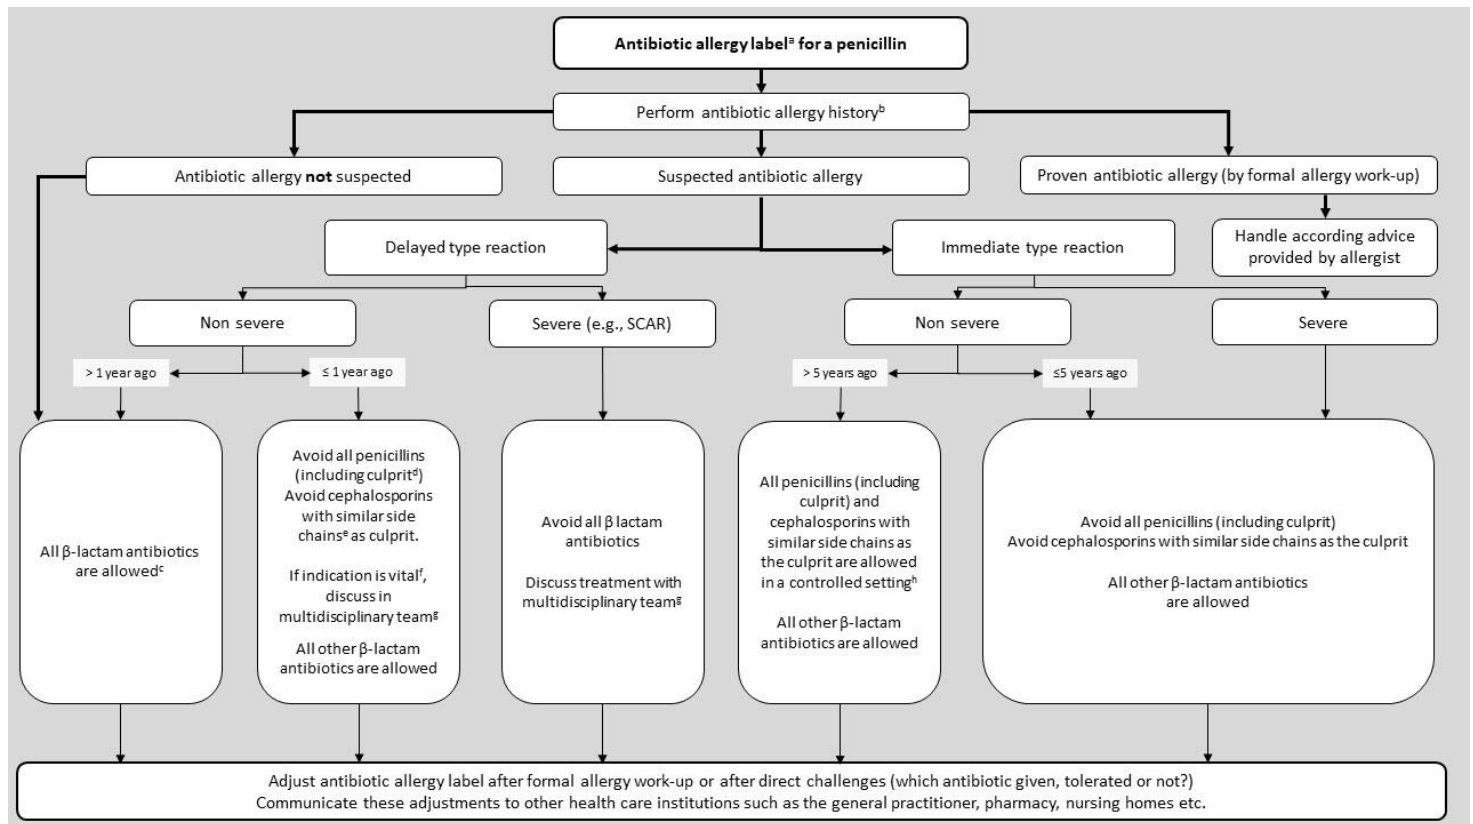 Antibiotic allergy labelᵃ for a penicillin
Perform antibiotic allergy historyᵇ
Antibiotic allergy not suspected
Suspected antibiotic allergy
Proven antibiotic allergy (by formal allergy work-up)
Delayed type reaction
Immediate type reaction
Handle according advice
provided by allergist
Non severe
Severe (e.g., SCAR)
Non severe
Severe
> 1 year ago
≤ 1 year ago
> 5 years ago
≤5 years ago
All β-lactam antibiotics
are allowedᶜ
Avoid all penicillins
(including culpritᵈ)
Avoid cephalosporins
with similar side
chainsᵉ as culprit.
If indication is vitalᶠ,
discuss in
multidisciplinary teamᵍ
All other β-lactam
antibiotics are allowed
Avoid all β lactam
antibiotics
Discuss treatment with
multidisciplinary teamᵍ
All penicillins (including
culprit) and
cephalosporins with
similar side chains as
the culprit are allowed
in a controlled settingʰ
All other β-lactam
antibiotics are allowed
Avoid all penicillins (including culprit)
Avoid cephalosporins with similar side chains as the culprit
All other β-lactam antibiotics
are allowed
Adjust antibiotic allergy label after formal allergy work-up or after direct challenges (which antibiotic given, tolerated or not?)
Communicate these adjustments to other health care institutions such as the general practitioner, pharmacy, nursing homes etc.